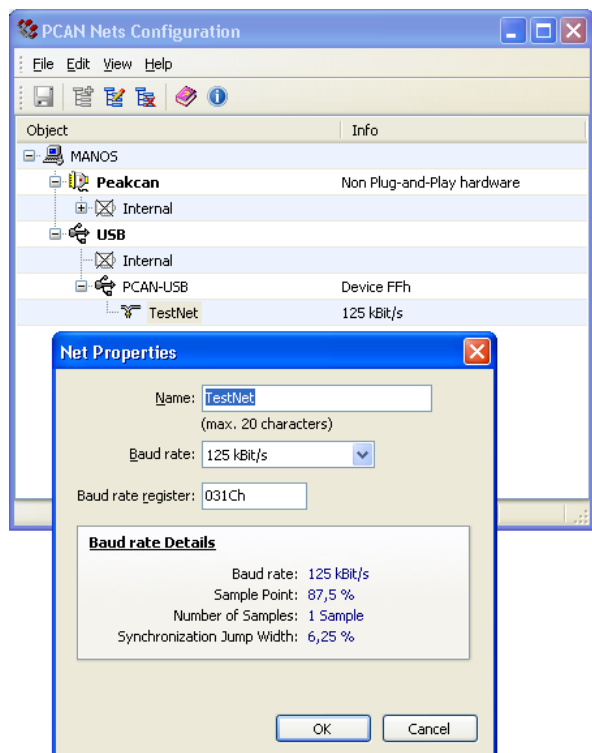 PCAN Nets Configuration
File Edit View Help
Object Info
MANOS
Peakcan Non Plug-and-Play hardware
Internal
USB
Internal
PCAN-USB Device FFh
TestNet 125 kBit/s
Net Properties
Name: TestNet
(max. 20 characters)
Baud rate: 125 kBit/s
Baud rate register: 031Ch
Baud rate Details
Baud rate: 125 kBit/s
Sample Point: 87,5 %
Number of Samples: 1 Sample
Synchronization Jump Width: 6,25 %
OK Cancel